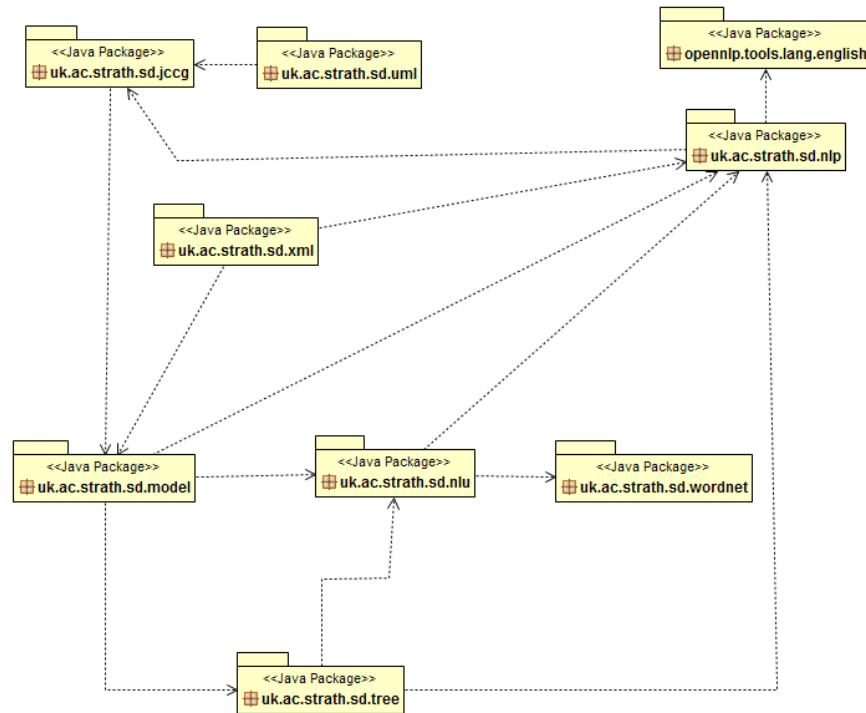 <<Java Package>>
uk.ac.strath.sd.jccg
<<Java Package>>
uk.ac.strath.sd.uml
<<Java Package>>
opennlp.tools.lang.english
<<Java Package>>
uk.ac.strath.sd.nlp
<<Java Package>>
uk.ac.strath.sd.xml
<<Java Package>>
uk.ac.strath.sd.model
<<Java Package>>
uk.ac.strath.sd.nlu
<<Java Package>>
uk.ac.strath.sd.wordnet
<<Java Package>>
uk.ac.strath.sd.tree